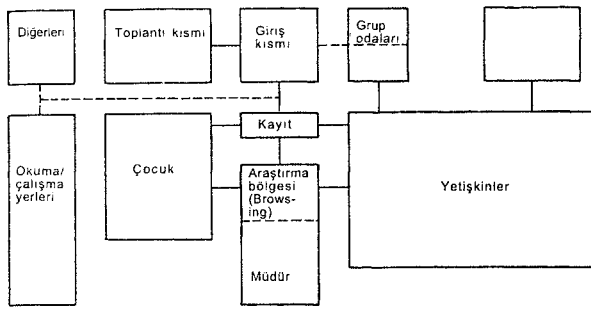 Diğerleri
Toplantı kısmı
Giriş
kısmı
Grup
odaları
Okuma/
çalışma
yerleri
Çocuk
Kayıt
Araştırma
bölgesi
(Brows-
ing)
Müdür
Yetişkinler